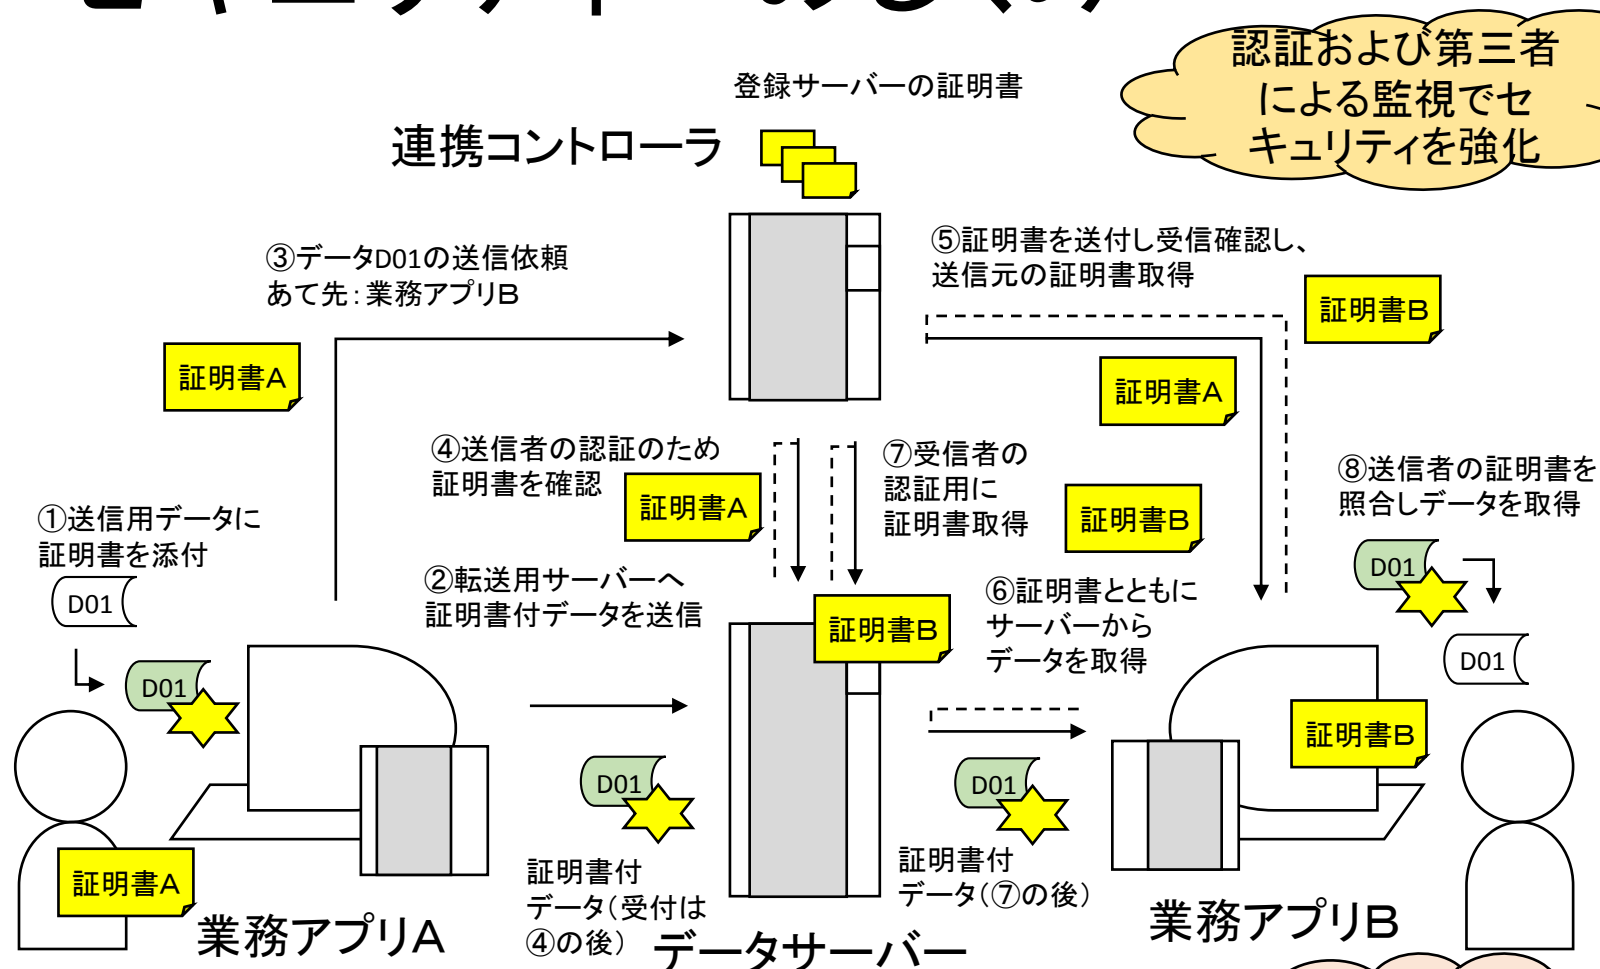 セキュリティーのしくみ
認証および第三者
による監視でセ
キュリティを強化
登録サーバーの証明書
連携コントローラ
③データD01の送信依頼
あて先：業務アプリB
⑤証明書を送付し受信確認し、
送信元の証明書取得
証明書B
証明書A
証明書A
④送信者の認証のため
証明書を確認
証明書A
⑦受信者の
認証用に
証明書取得
証明書B
⑧送信者の証明書を
照合しデータを取得
①送信用データに
証明書を添付
D01
D01
②転送用サーバーへ
証明書付データを送信
証明書B
⑥証明書とともに
サーバーから
データを取得
D01
D01
D01
D01
証明書B
証明書A
証明書付
データ（受付は
④の後）
証明書付
データ（⑦の後）
業務アプリA
データサーバー
業務アプリB